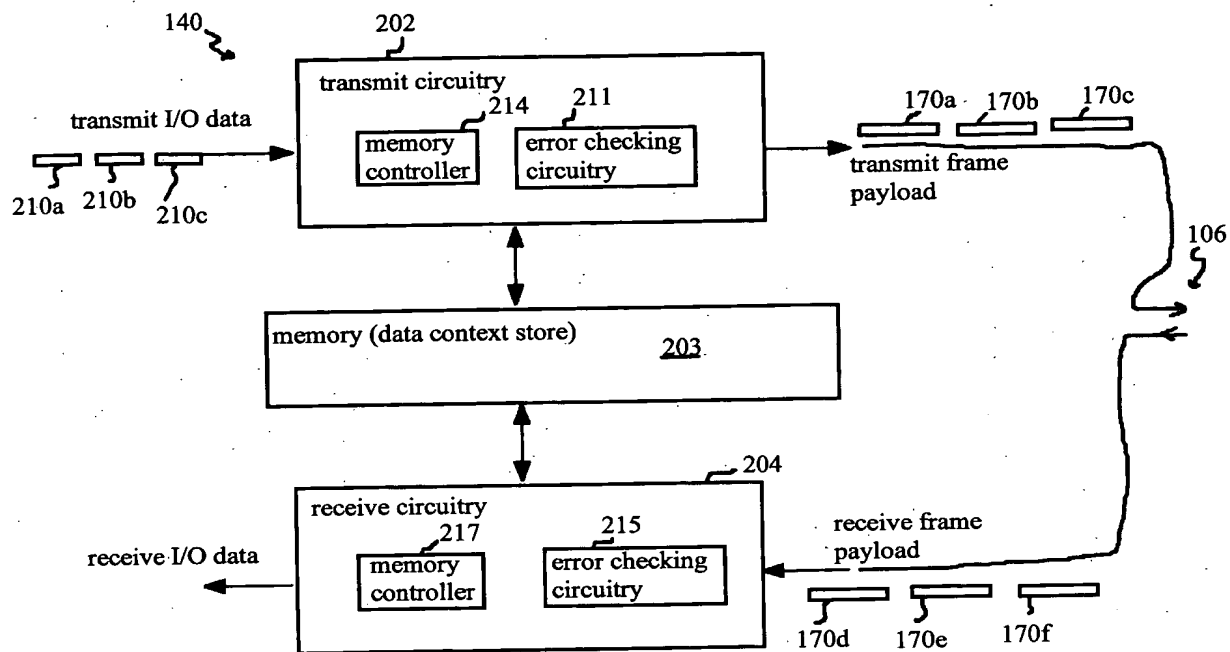 140
202
transmit circuitry
214
211
170a
170b
170c
transmit I/O data
memory
controller
error checking
circuitry
transmit frame
payload
210a
210b
210c
106
memory (data context store)
203
204
receive circuitry
217
215
receive frame
payload
receive I/O data
memory
controller
error checking
circuitry
170d
170e
170f